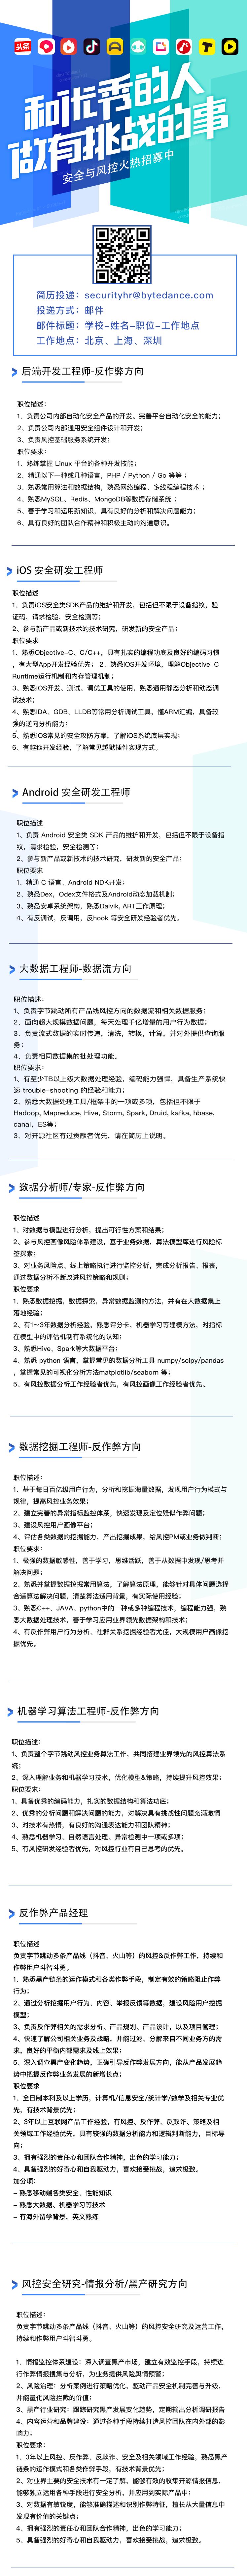 头条
和优秀的人
做有挑战的事
安全与风控火热招募中
简历投递：securityhr@bytedance.com
投递方式：邮件
邮件标题：学校-姓名-职位-工作地点
工作地点：北京、上海、深圳
后端开发工程师-反作弊方向
职位描述：
1、负责公司内部自动化安全产品的开发。完善平台自动化安全的能力；
2、负责公司内部通用安全组件设计和开发；
3、负责风控基础服务系统开发；
职位要求：
1、熟练掌握 Linux 平台的各种开发技能；
2、精通以下一种或几种语言，PHP / Python / Go 等等 ；
3、熟悉常用算法和数据结构，熟悉网络编程、多线程编程技术 ；
4、熟悉MySQL、Redis、MongoDB等数据存储系统 ；
5、善于学习和运用新知识，具有良好的分析和解决问题能力；
6、具有良好的团队合作精神和积极主动的沟通意识。
iOS 安全研发工程师
职位描述
1、负责iOS安全类SDK产品的维护和开发，包括但不限于设备指纹，验
证码，请求检验，安全检测等；
2、参与新产品或新技术的技术研究，研发新的安全产品；
职位要求
1、熟悉Objective-C、C/C++，具有扎实的编程功底及良好的编码习惯
，有大型App开发经验优先； 2、熟悉iOS开发环境，理解Objective-C
Runtime运行机制和内存管理机制；
3、熟悉iOS开发、测试、调优工具的使用，熟悉通用静态分析和动态调
试技术；
4、熟悉IDA、GDB、LLDB等常用分析调试工具，懂ARM汇编，具备较
强的逆向分析能力；
5、熟悉iOS常见的安全攻防方案，了解iOS系统底层实现；
6、有越狱开发经验，了解常见越狱插件实现方式。
Android 安全研发工程师
职位描述
1、负责 Android 安全类 SDK 产品的维护和开发，包括但不限于设备指
纹，请求检验，安全检测等；
2、参与新产品或新技术的技术研究，研发新的安全产品；
职位要求
1、精通 C 语言、Android NDK开发；
2、熟悉Dex、Odex文件格式及Android动态加载机制；
3、熟悉安卓系统架构，熟悉Dalvik, ART工作原理；
4、有反调试、反调用，反hook 等安全研发经验者优先。
大数据工程师-数据流方向
职位描述：
1、负责字节跳动所有产品线风控方向的数据流和相关数据服务；
2、面向超大规模数据问题，每天处理千亿增量的用户行为数据；
3、负责流式数据的实时传递，清洗，转换，计算，并对外提供查询服
务；
4、负责相同数据集的批处理功能。
职位要求：
1、有至少TB以上级大数据处理经验，编码能力强悍，具备生产系统快
速 trouble-shooting 的经验和能力；
2、熟悉大数据处理工具/框架中的一项或多项，包括但不限于
Hadoop, Mapreduce, Hive, Storm, Spark, Druid, kafka, hbase,
canal，ES等；
3、对开源社区有过贡献者优先，请在简历上说明。
数据分析师/专家-反作弊方向
职位描述
1、对数据与模型进行分析，提出可行性方案和结果；
2、参与风控画像风险体系建设，基于业务数据，算法模型库进行风险标
签探索；
3、对业务风险点、线上策略执行进行监控分析，完成分析报告、报表，
通过数据分析不断改进风控策略和规则；
职位要求
1、熟悉数据挖掘，数据探索，异常数据监测的方法，并有在大数据集上
落地经验；
2、有1～3年数据分析经验，熟悉评分卡，机器学习等建模方法，对指标
在模型中的评估机制有系统化的认知；
3、熟悉Hive、Spark等大数据平台；
4、熟悉 python 语言，掌握常见的数据分析工具 numpy/scipy/pandas
，掌握常见的可视化分析方法matplotlib/seaborn 等；
5、有风控数据分析工作经验者优先，有风控画像工作经验者优先。
数据挖掘工程师-反作弊方向
职位描述：
1、基于每日百亿级用户行为，分析和挖掘海量数据，发现用户行为模式与
规律，提高风控业务效果；
2、建立完善的异常指标监控体系，快速发现及定位疑似作弊问题；
3、建设风控用户画像平台；
4、评估各类数据的挖掘能力，产出挖掘成果，给风控PM或业务做判断；
职位要求：
1、极强的数据敏感性，善于学习，思维活跃，善于从数据中发现/思考并
解决问题；
2、熟悉并掌握数据挖掘常用算法，了解算法原理，能够针对具体问题选择
合适算法解决问题，清楚算法适用背景，有实际使用经验；
3、熟悉C++、JAVA、python中的一种或多种编程技术，编程能力强，熟
悉大数据处理技术，善于学习应用业界领先数据架构和技术；
4、有反作弊用户行为分析、社群关系挖掘经验者尤佳，大规模用户画像挖
掘优先。
机器学习算法工程师-反作弊方向
职位描述：
1、负责整个字节跳动风控业务算法工作，共同搭建业界领先的风控算法系
统；
2、深入理解业务和机器学习技术，优化模型&策略，持续提升风控效果；
职位要求：
1、具备优秀的编码能力，扎实的数据结构和算法功底；
2、优秀的分析问题和解决问题的能力，对解决具有挑战性问题充满激情
3、对技术有热情，有良好的沟通表达能力和团队精神；
4、熟悉机器学习、自然语言处理、异常检测中一项或多项；
5、有风控研发经验者优先，对风控行业有自己思考的优先。
反作弊产品经理
职位描述
负责字节跳动多条产品线（抖音、火山等）的风控&反作弊工作，持续和
作弊用户斗智斗勇。
1、熟悉黑产链条的运作模式和各类作弊手段，制定有效的策略阻止作弊
行为；
2、通过分析挖掘用户行为、内容、举报反馈等数据，建设风险用户挖掘
模型；
3、负责反作弊相关的需求分析、产品规划、产品设计，以及项目管理；
4、快速了解公司相关业务及战略，并能过滤、分解来自不同业务方的需
求，良好的平衡内部需求及线上效果；
5、深入调查黑产变化趋势，正确引导反作弊发展方向，能从产品发展趋
势中把握反作弊业务发展的新增长点；
职位要求
1、全日制本科及以上学历，计算机/信息安全/统计学/数学及相关专业优
先，有技术背景优先；
2、3年以上互联网产品工作经验，有风控、反作弊、反欺诈、策略及相
关领域工作经验优先。具有较强的数据分析能力和逻辑判断能力，目标导
向；
3、拥有强烈的责任心和团队合作精神，出色的学习能力；
4、具备强烈的好奇心和自我驱动力，喜欢接受挑战，追求极致。
加分项：
- 熟悉移动端各类安全、性能知识
- 熟悉大数据、机器学习等技术
- 有海外留学背景，英文熟练
风控安全研究-情报分析/黑产研究方向
职位描述：
负责字节跳动多条产品线（抖音、火山等）的风控安全研究及运营工作，
持续和作弊用户斗智斗勇。
1、情报监控体系建设：深入调查黑产市场，建立有效监控手段，持续进
行作弊情报搜集与分析，为业务提供风险舆情预警；
2、风险治理：分析案例进行策略优化，驱动产品安全机制完善与升级，
并能量化风险拦截的价值；
3、黑产行业研究：跟踪研究黑产发展变化趋势，定期输出分析调研报告
4、内容运营和品牌建设：通过各种手段持续打造风控团队在内外部的影
响力；
职位要求：
1、3年以上风控、反作弊、反欺诈、安全及相关领域工作经验，熟悉黑产
链条的运作模式和各类作弊手段，有技术背景优先；
2、对业界主要的安全技术有一定了解，能够有效的收集开源情报信息，
能够独立运用各种手段进行安全分析，并应用到实际产品中；
3、对数据有敏锐度，能够准确描述和识别作弊特征，擅长从大量信息中
发现有价值的关键点；
4、拥有强烈的责任心和团队合作精神，出色的学习能力；
5、具备强烈的好奇心和自我驱动力，喜欢接受挑战，追求极致。